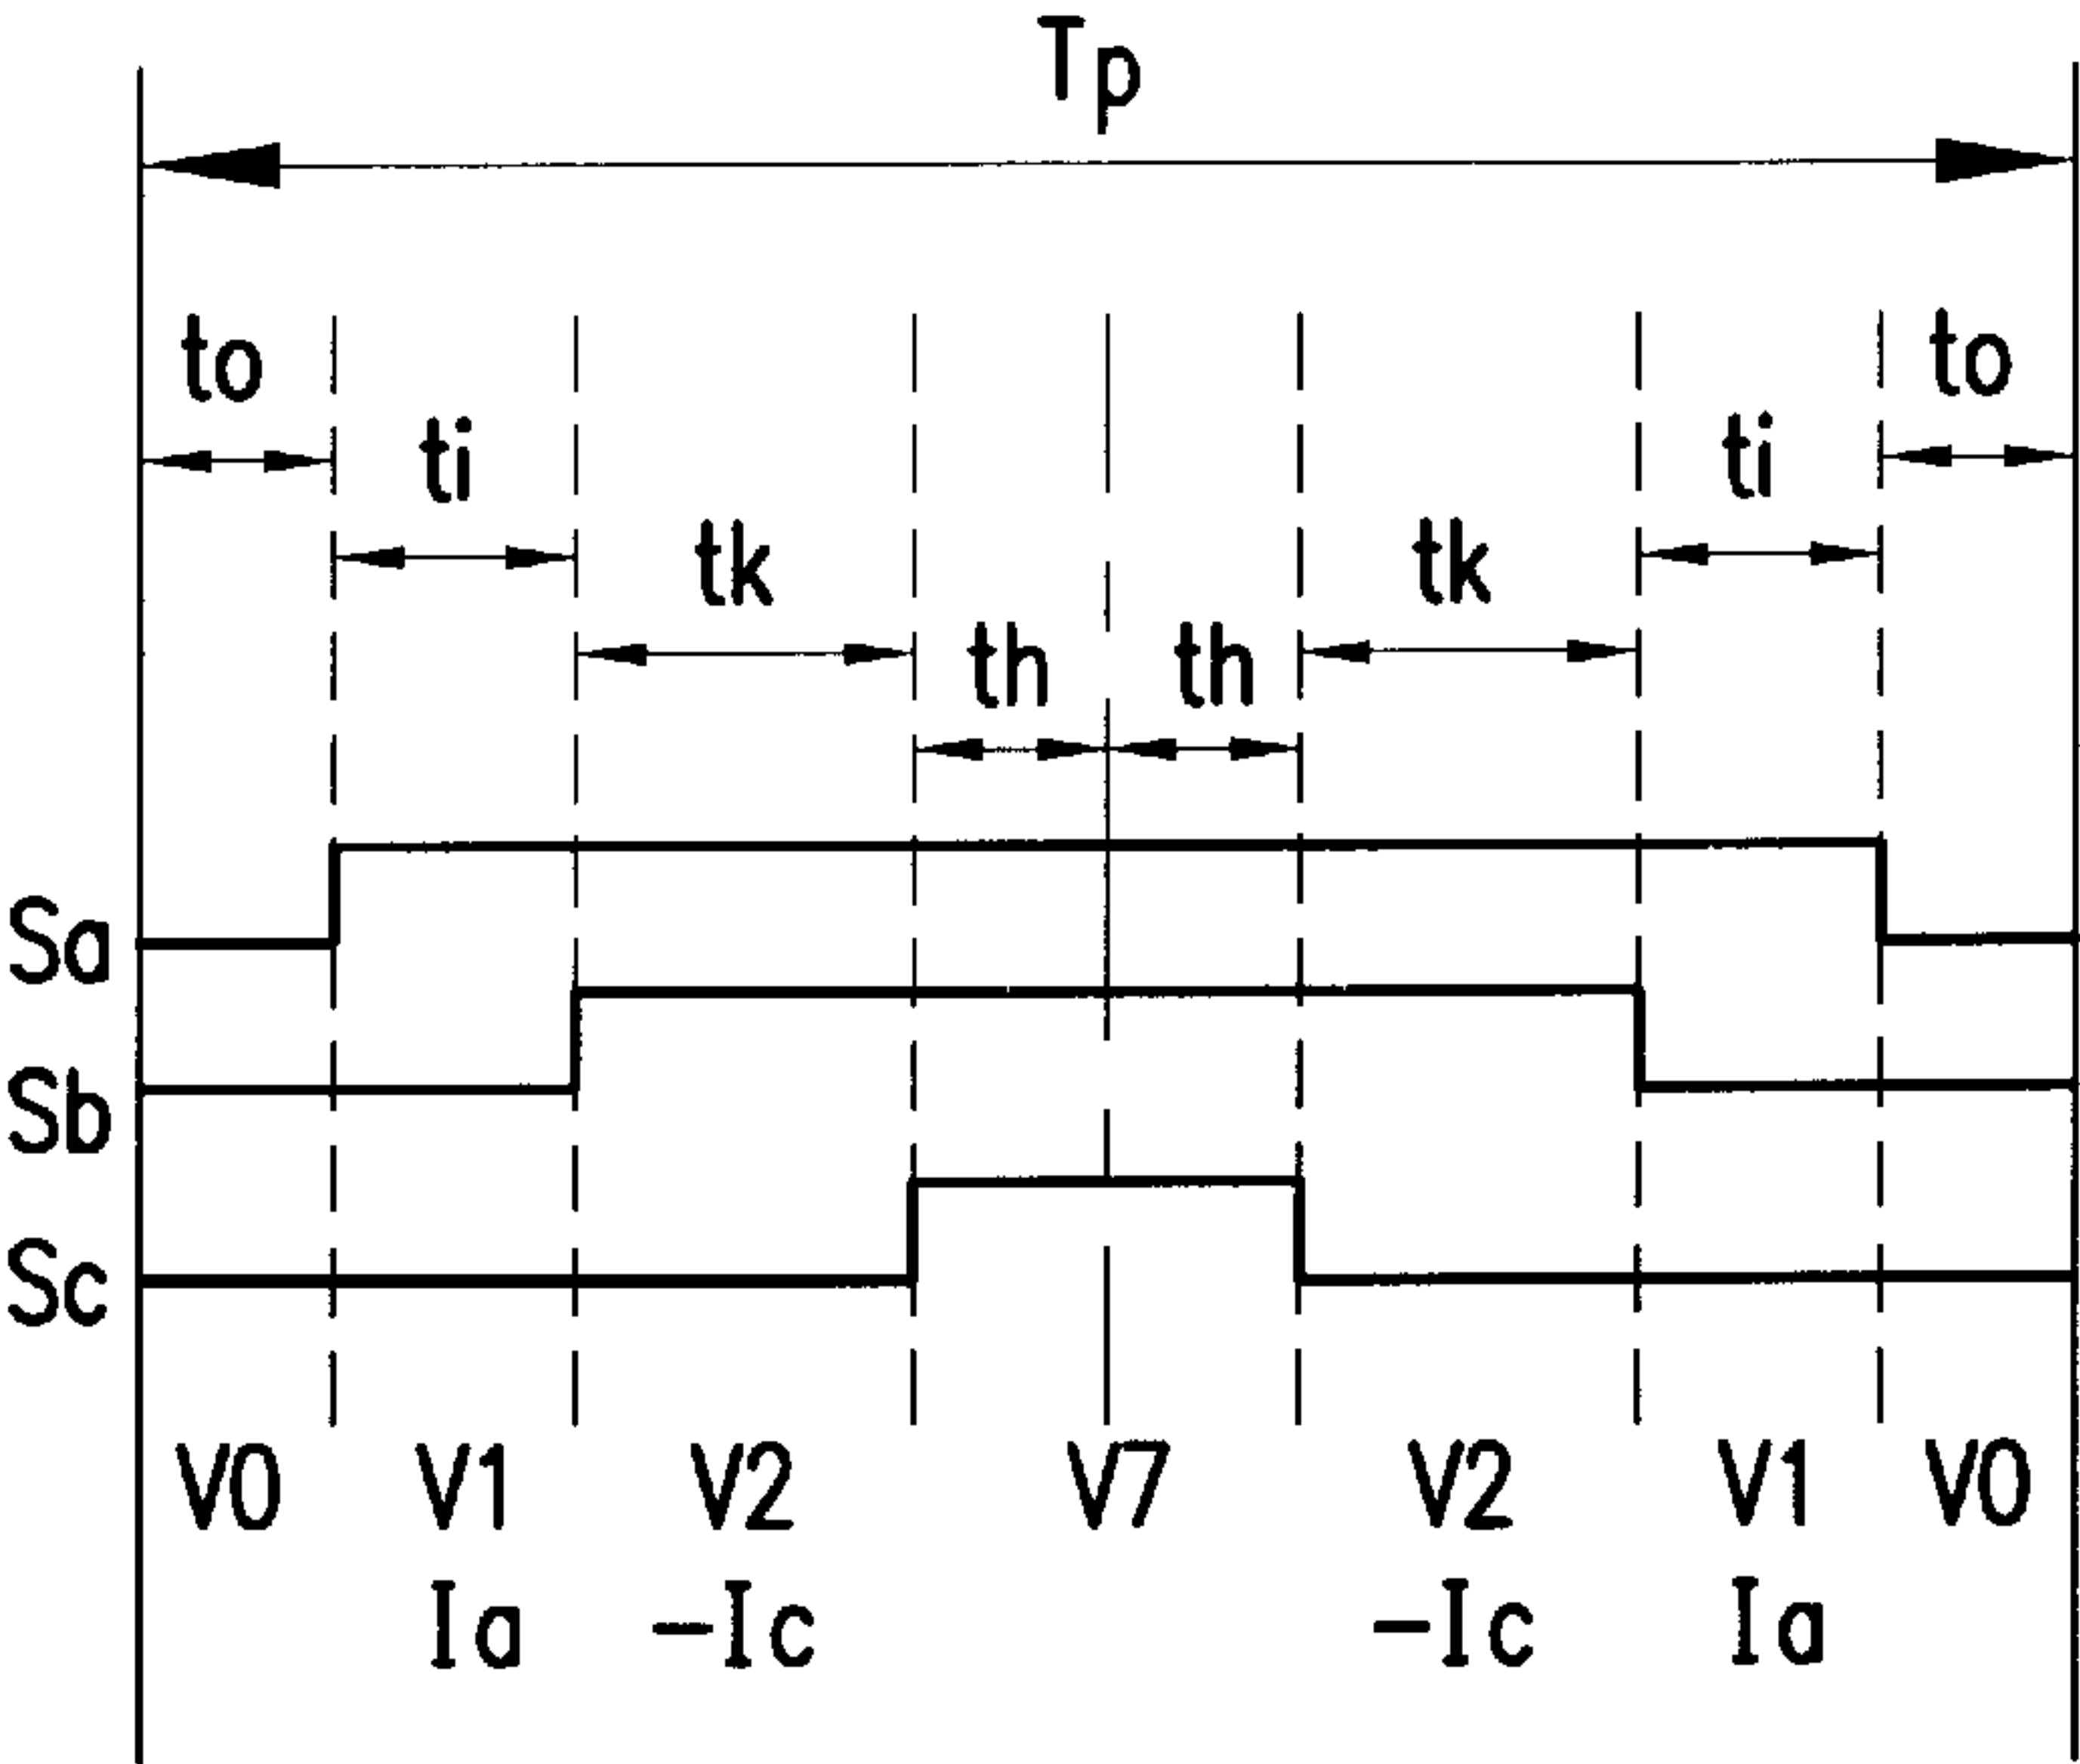 Tp
to to
ti ti
tk tk
th th
Sa
Sb
Sc
V0 V1 V2 V7 V2 V1 V0
Ia -Ic -Ic Ia